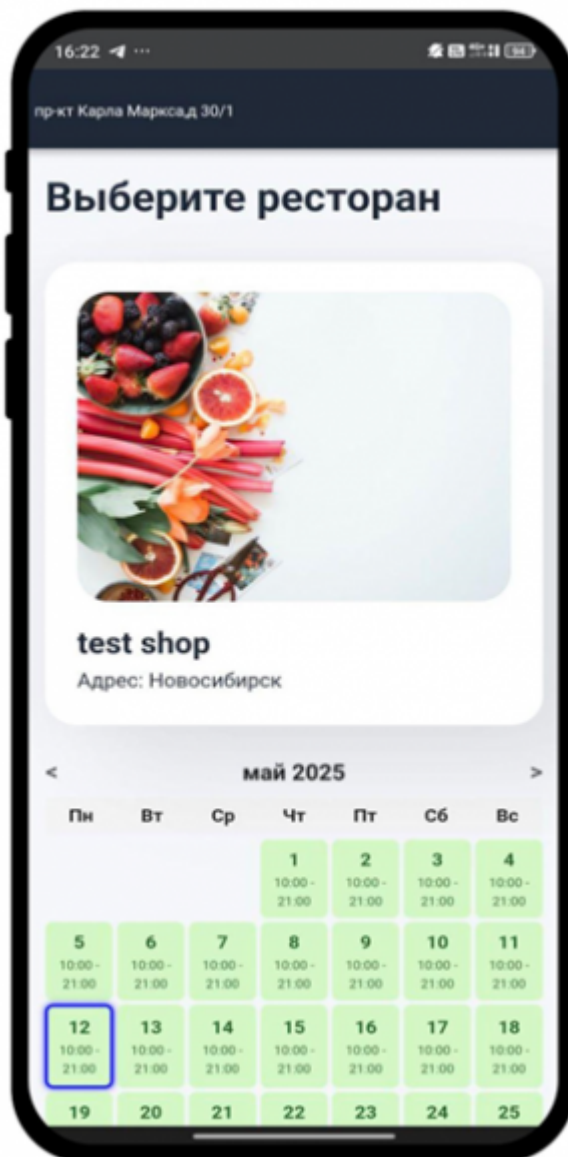 16:22
94
пр-кт Карла Маркса,д 30/1
Выберите ресторан
test shop
Адрес: Новосибирск
< май 2025 >
Пн Вт Ср Чт Пт Сб Вс
1 2 3 4
10:00 - 10:00 - 10:00 - 10:00 -
21:00 21:00 21:00 21:00
5 6 7 8 9 10 11
10:00 - 10:00 - 10:00 - 10:00 - 10:00 - 10:00 - 10:00 -
21:00 21:00 21:00 21:00 21:00 21:00 21:00
12 13 14 15 16 17 18
10:00 - 10:00 - 10:00 - 10:00 - 10:00 - 10:00 - 10:00 -
21:00 21:00 21:00 21:00 21:00 21:00 21:00
19 20 21 22 23 24 25